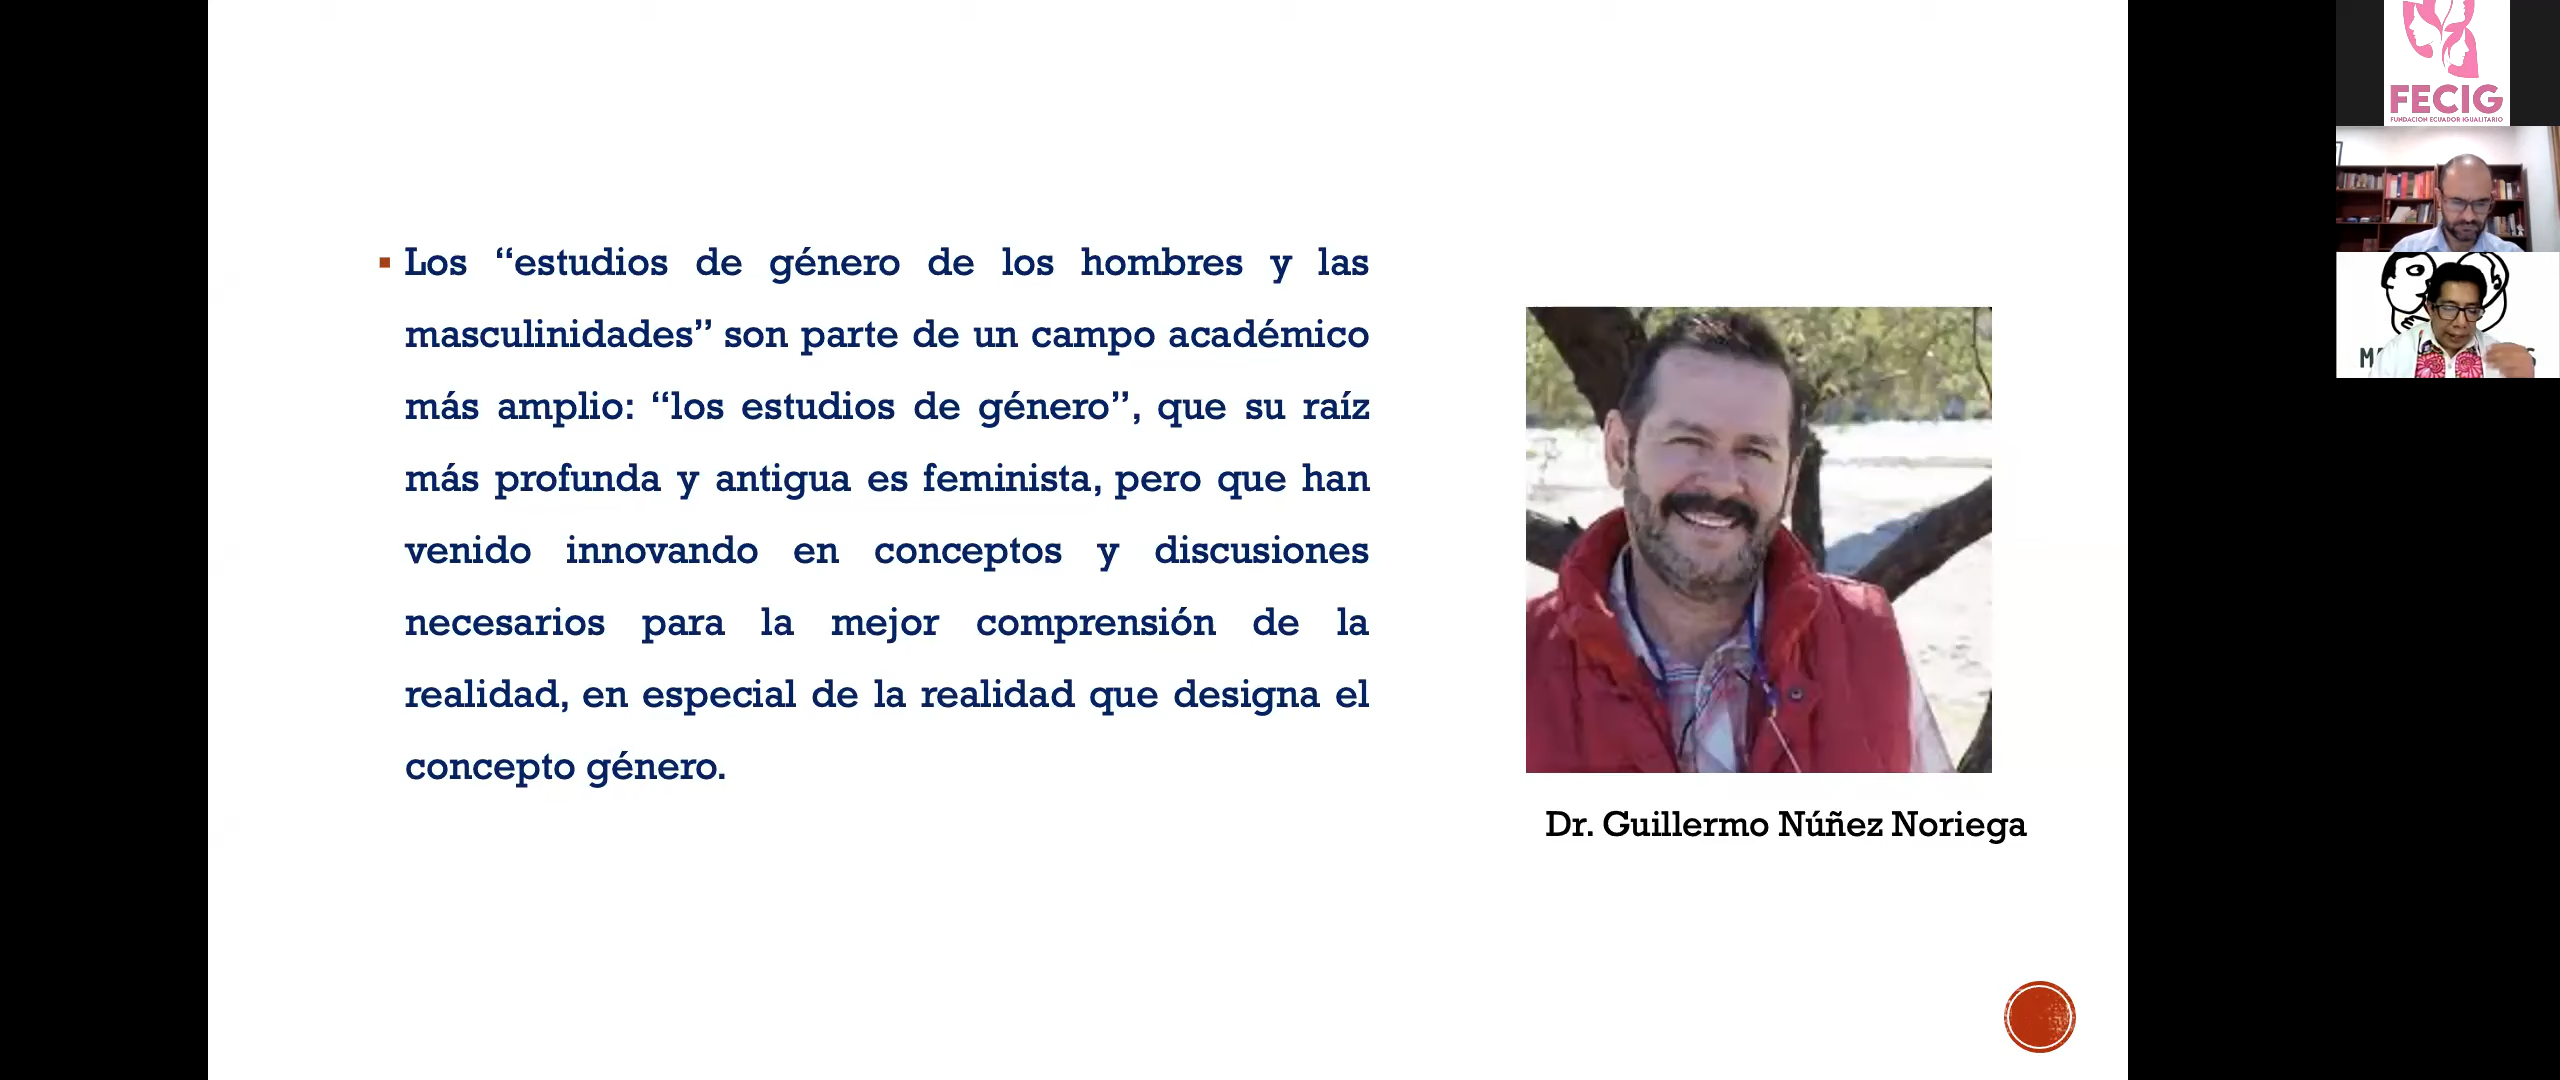 Los “estudios de género de los hombres y las
masculinidades” son parte de un campo académico
más amplio: “los estudios de género”, que su raíz
más profunda y antigua es feminista, pero que han
venido innovando en conceptos y discusiones
necesarios para la mejor comprensión de la
realidad, en especial de la realidad que designa el
concepto género.
Dr. Guillermo Núñez Noriega
FECIG
FUNDACION ECUADOR IGUALITARIO